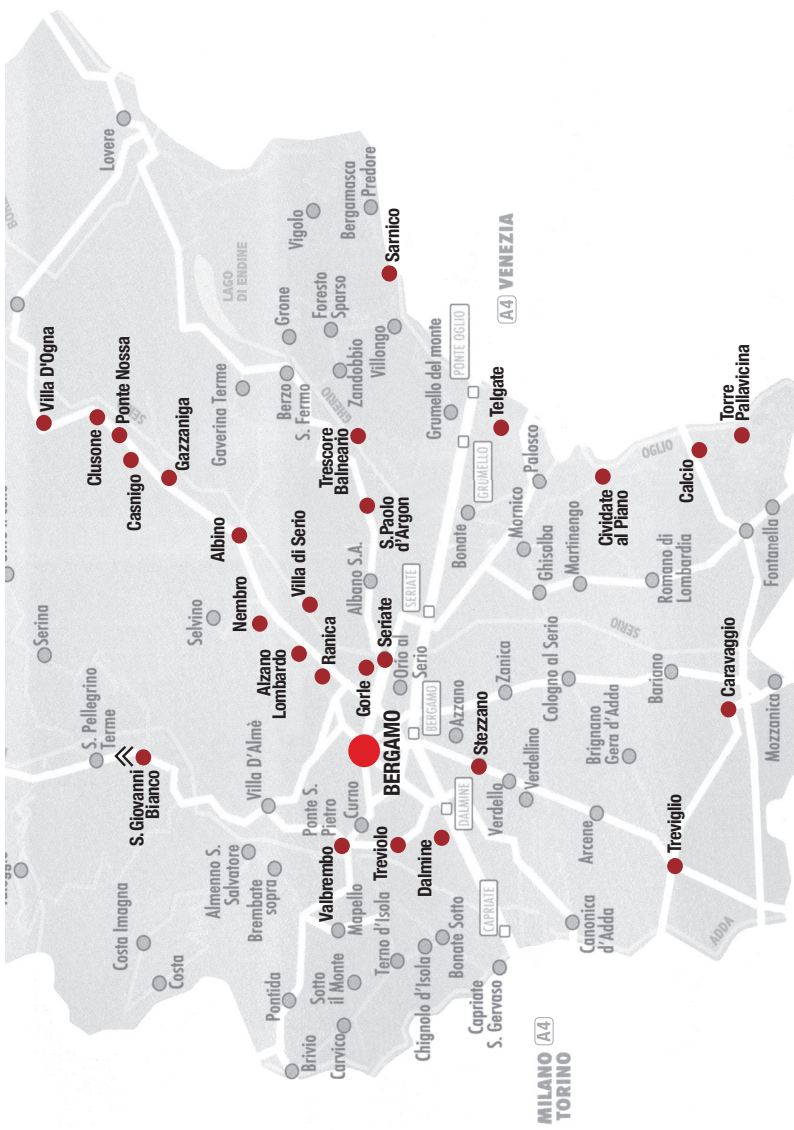 Villa D'Ogna
Serina
Clusone
S. Pellegrino
Terme
Lovere
Ponte Nossa
Costa Imagna
S. Giovanni
Bianco
Casnigo
SERIO
Costa
Gazzaniga
Selvino
Almenno S.
Salvatore
Albino
Gaverina Terme
LAGO
DI ENDINE
Nembro
Villa D'Almè
Brembate
sopra
Pontida
Alzano
Lombardo
Villa di Serio
Berzo
S. Fermo
Grone
Vigolo
Brivio
Ponte S.
Pietro
Ranica
Foresto
Sparso
Carvico
Sotto
il Monte
Valbrembo
Mapello
Curno
CHERIO
Zandobbio
Trescore
Balneario
Bergamasca
Predore
Gorle
Albano S.A.
Terno d'Isola
Treviolo
BERGAMO
Seriate
S.Paolo
d'Argon
Villongo
Sarnico
Orio al
Serio
SERIATE
Chignolo d'Isola
Bonate Sotto
Dalmine
BERGAMO
Grumello del monte
PONTE OGLIO
Azzano
DALMINE
Bonate
GRUMELLO
CAPRIATE
Capriate
S. Gervaso
Stezzano
Zanica
Telgate
A4 VENEZIA
Verdello
Verdellino
Mornico
Palosco
MILANO A4
TORINO
Ghisalba
Cologno al Serio
Martinengo
Canonica
d'Adda
Arcene
Brignano
Gera d'Adda
Cividate
al Piano
SERIO
Bariano
Romano di
Lombardia
OGLIO
Treviglio
Calcio
ADDA
Caravaggio
Torre
Pallavicina
Mozzanica
Fontanella